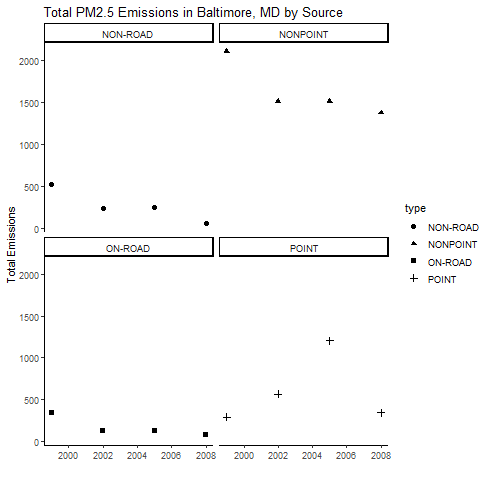 Total PM2.5 Emissions in Baltimore, MD by Source
NON-ROAD
NONPOINT
2000
1500
1000
500
0
ON-ROAD
POINT
2000
1500
1000
500
0
2000 2002 2004 2006 2008
2000 2002 2004 2006 2008
Total Emissions
type
NON-ROAD
NONPOINT
ON-ROAD
POINT